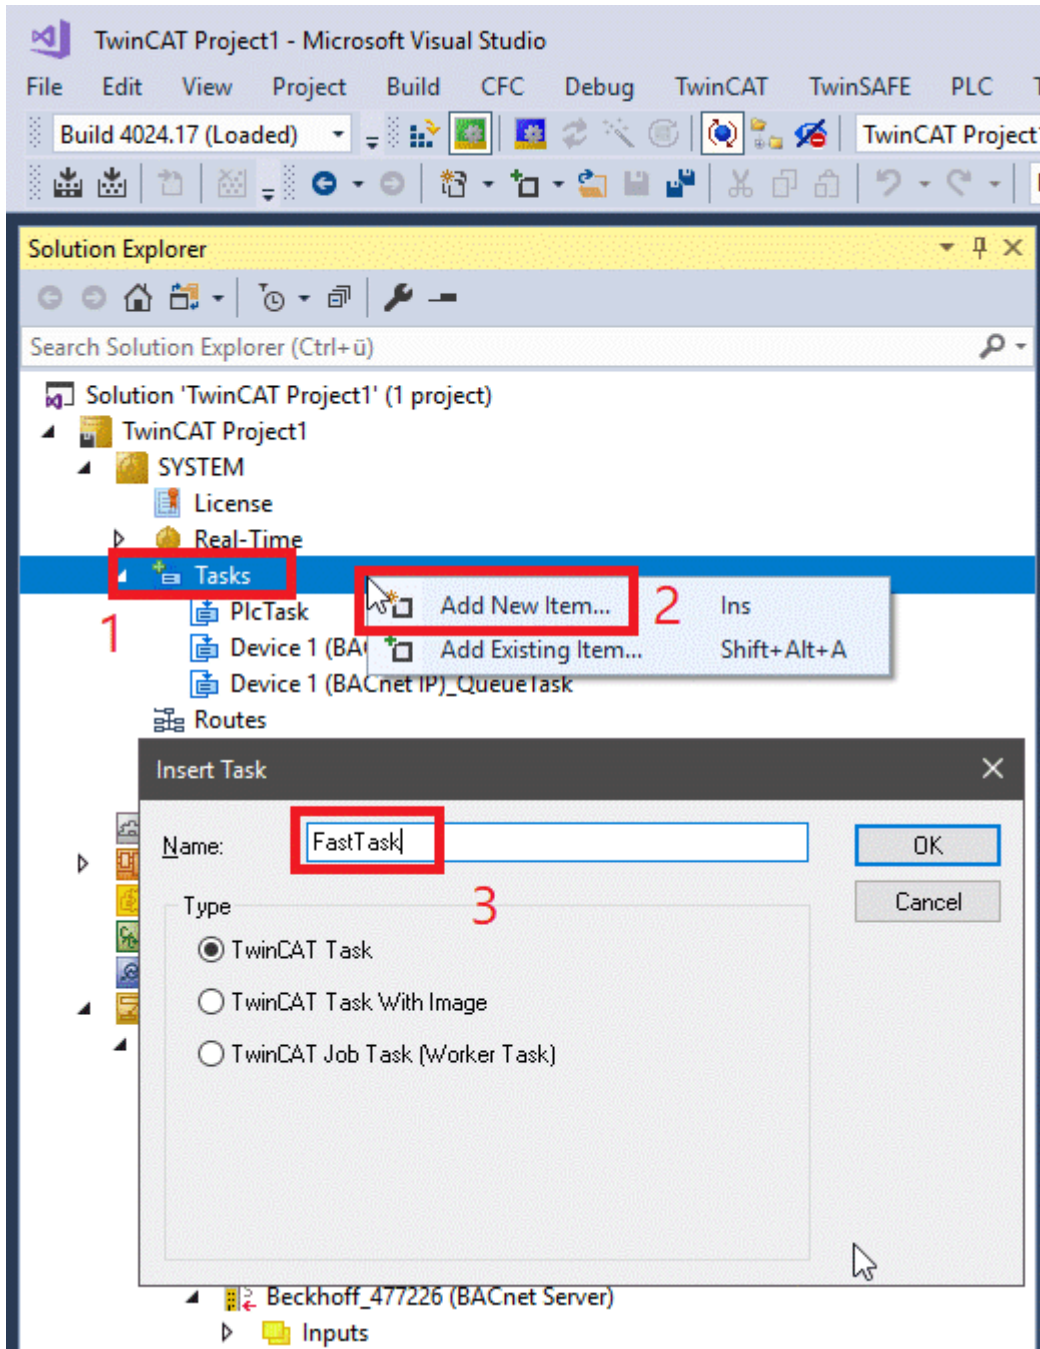 TwinCAT Project1 - Microsoft Visual Studio
File Edit View Project Build CFC Debug TwinCAT TwinSAFE PLC
Build 4024.17 (Loaded) TwinCAT Project
Solution Explorer
Search Solution Explorer (Ctrl+ü)
Solution 'TwinCAT Project1' (1 project)
TwinCAT Project1
SYSTEM
License
Real-Time
Tasks
1
Add New Item... Ins
2
PlcTask
Device 1 (BA
Add Existing Item... Shift+Alt+A
Device 1 (BACnet IP)_QueueTask
Routes
Insert Task
Name: FastTask OK
3
Type Cancel
TwinCAT Task
TwinCAT Task With Image
TwinCAT Job Task (Worker Task)
Beckhoff_477226 (BACnet Server)
Inputs